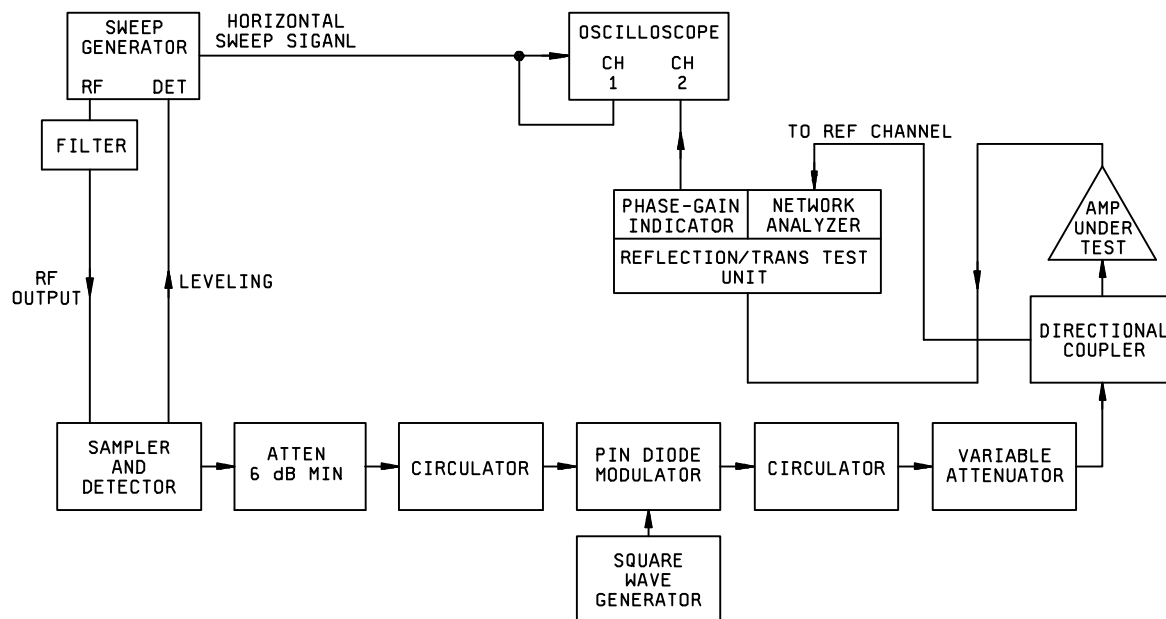 SWEEP
GENERATOR
RF DET
HORIZONTAL
SWEEP SIGANL
OSCILLOSCOPE
CH CH
1 2
FILTER
TO REF CHANNEL
PHASE-GAIN
INDICATOR
NETWORK
ANALYZER
REFLECTION/TRANS TEST
UNIT
AMP
UNDER
TEST
RF
OUTPUT
LEVELING
DIRECTIONAL
COUPLER
SAMPLER
AND
DETECTOR
ATTEN
6 dB MIN
CIRCULATOR
PIN DIODE
MODULATOR
CIRCULATOR
VARIABLE
ATTENUATOR
SQUARE
WAVE
GENERATOR